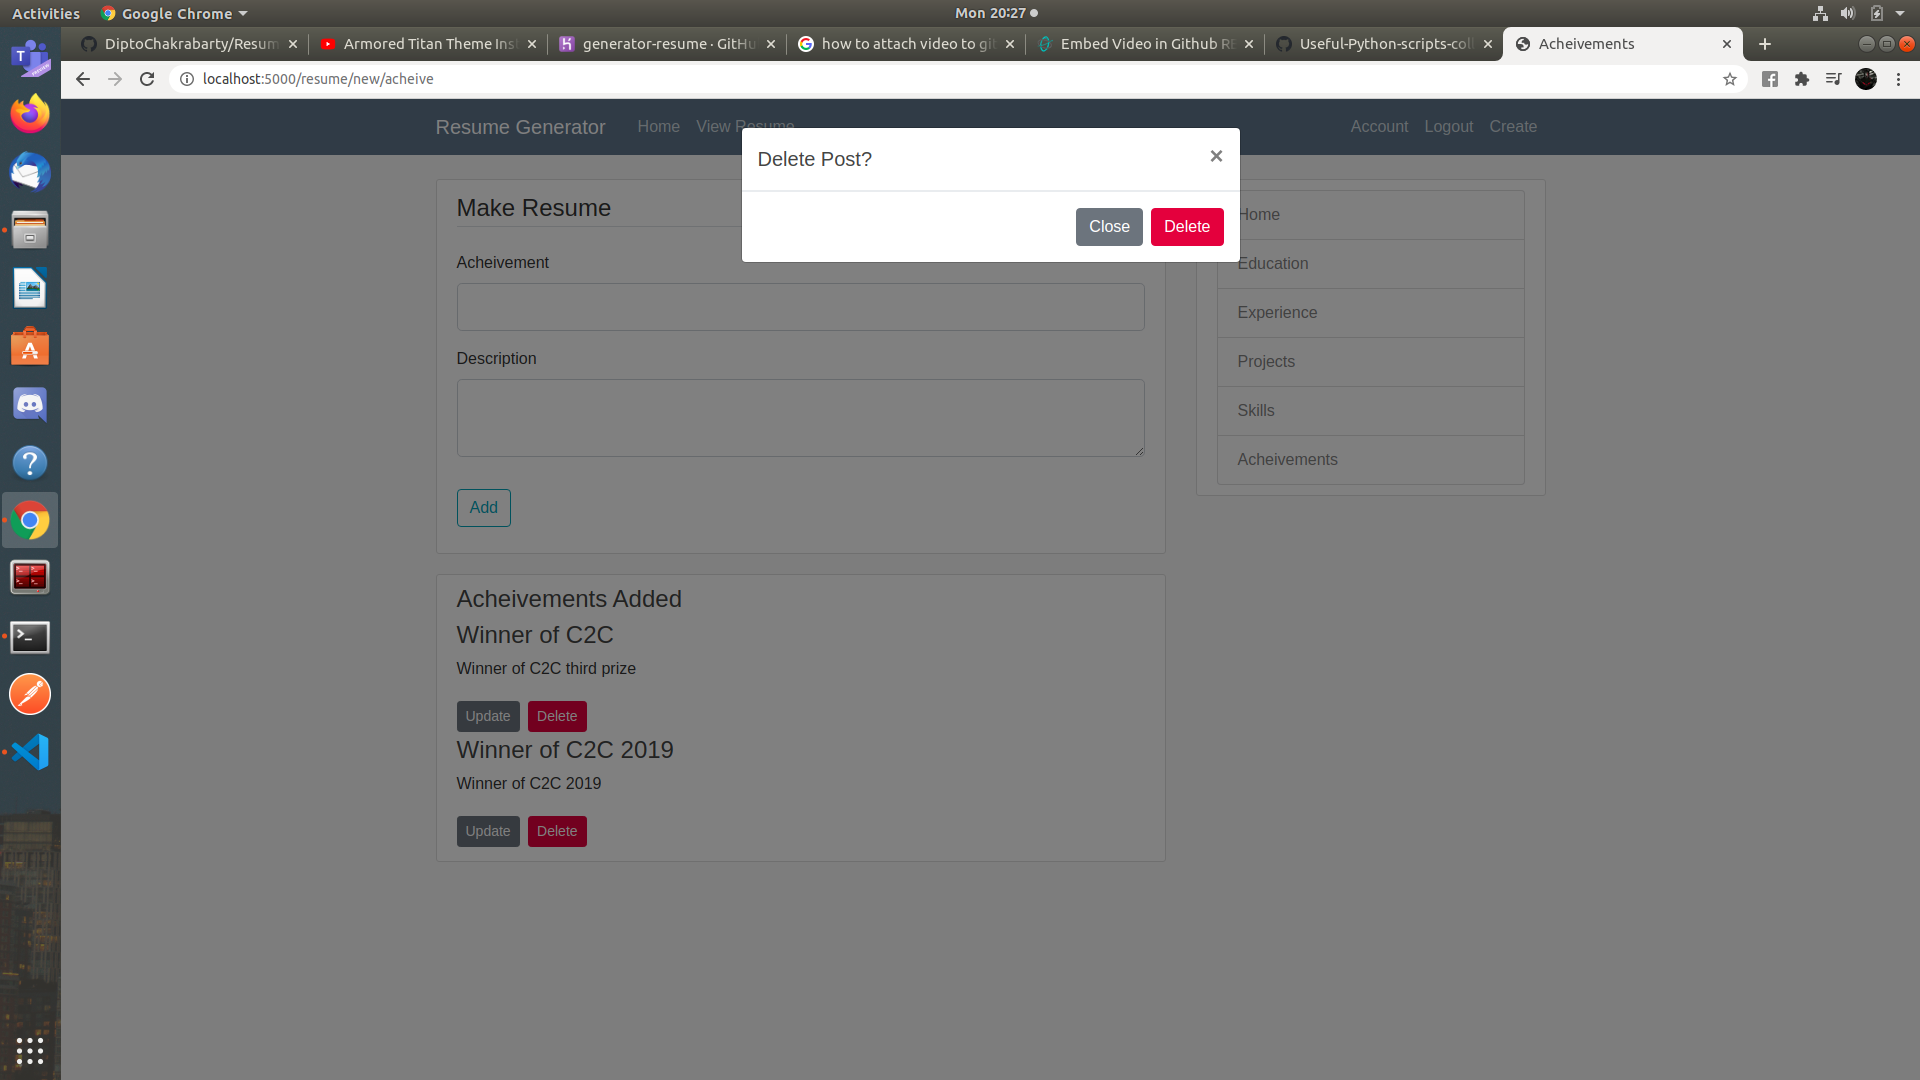 Activities
Google Chrome
Mon 20:27
DiptoChakrabarty/Resum
Armored Titan Theme Ins
generator-resume · GitHu
how to attach video to git
Embed Video in Github RE
Useful-Python-scripts-coll
Acheivements
localhost:5000/resume/new/acheive
Resume Generator
Home
View Resume
Account
Logout
Create
Delete Post?
×
Close
Delete
Make Resume
Acheivement
Description
Add
Home
Education
Experience
Projects
Skills
Acheivements
Acheivements Added
Winner of C2C
Winner of C2C third prize
Update
Delete
Winner of C2C 2019
Winner of C2C 2019
Update
Delete